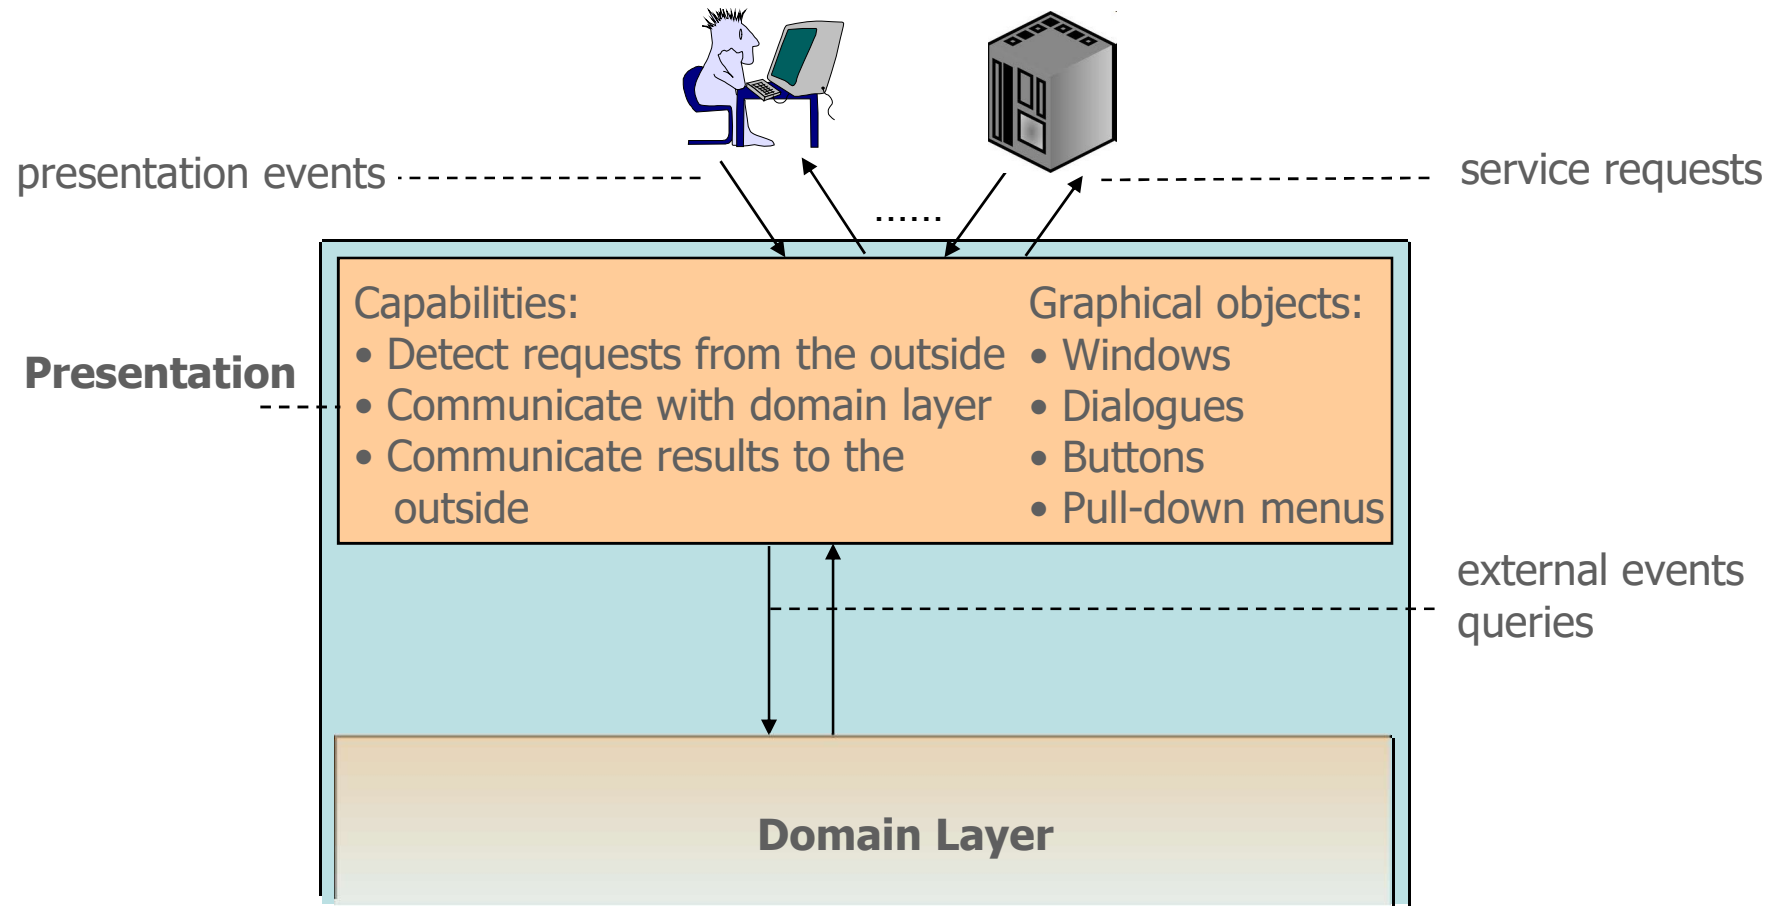 presentation events
service requests
......
Capabilities:
• Detect requests from the outside
• Communicate with domain layer
• Communicate results to the
outside
Graphical objects:
• Windows
• Dialogues
• Buttons
• Pull-down menus
Presentation
external events
queries
Domain Layer